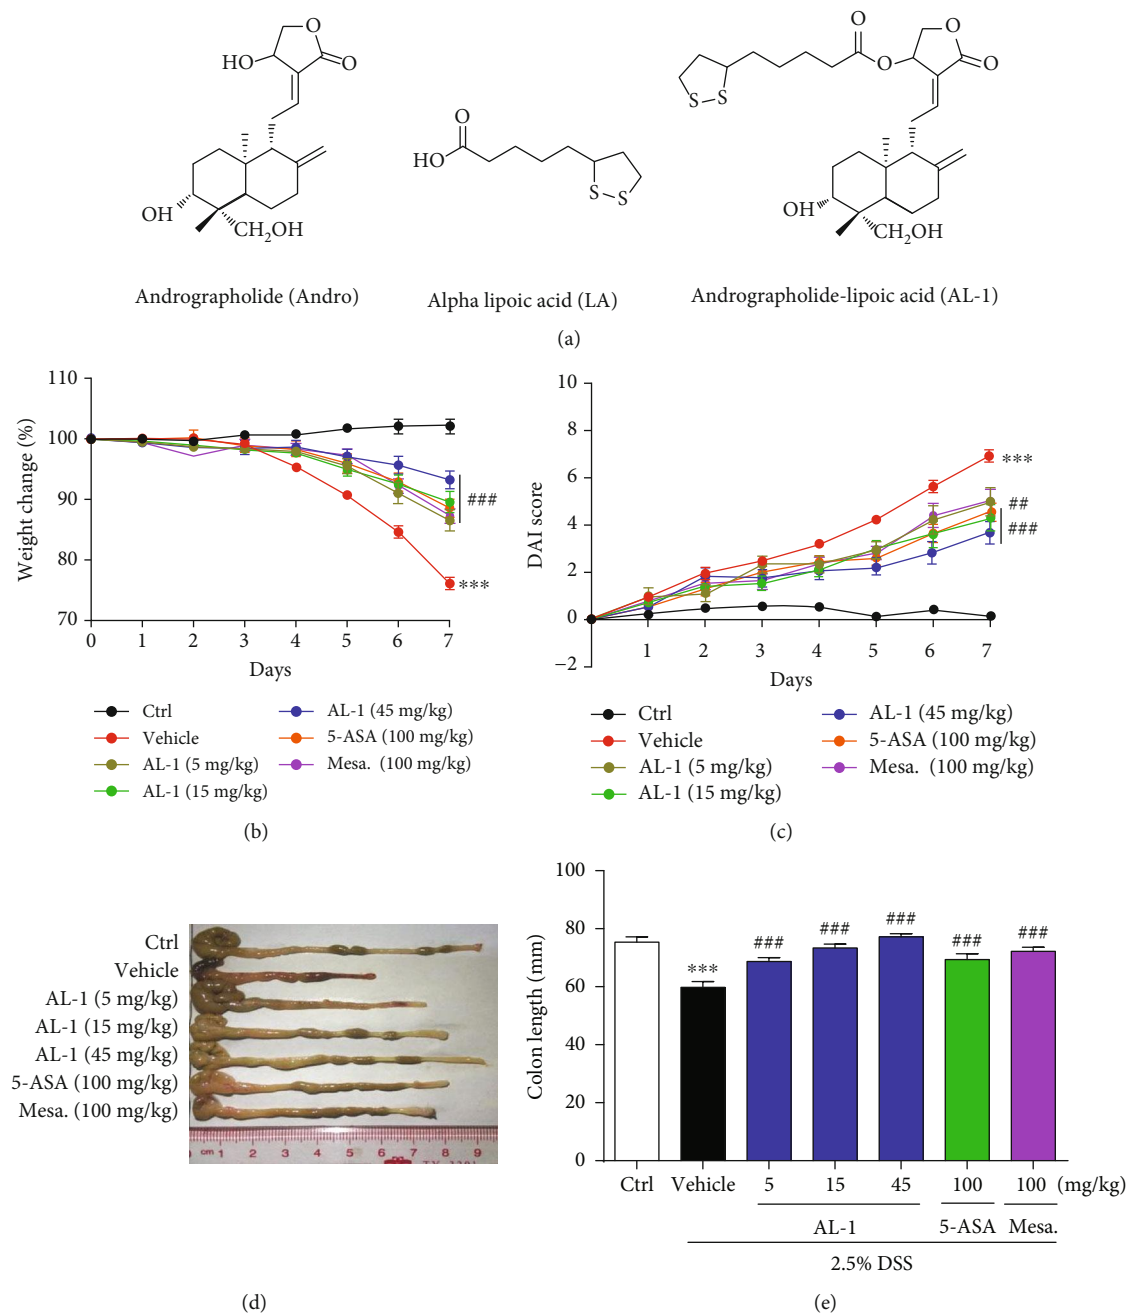 O
HO
O
OH
CH2OH
Andrographolide (Andro)
O
HO
S
S
Alpha lipoic acid (LA)
O
O
O
O
S
S
OH
CH2OH
Andrographolide-lipoic acid (AL-1)
(a)
110
100
90
80
70
Weight change (%)
###
***
0 1 2 3 4 5 6 7
Days
Ctrl
Vehicle
AL-1 (5 mg/kg)
AL-1 (15 mg/kg)
AL-1 (45 mg/kg)
5-ASA (100 mg/kg)
Mesa. (100 mg/kg)
(b)
10
8
6
4
2
0
−2
DAI score
***
##
###
1 2 3 4 5 6 7
Days
Ctrl
Vehicle
AL-1 (5 mg/kg)
AL-1 (15 mg/kg)
AL-1 (45 mg/kg)
5-ASA (100 mg/kg)
Mesa. (100 mg/kg)
(c)
Ctrl
Vehicle
AL-1 (5 mg/kg)
AL-1 (15 mg/kg)
AL-1 (45 mg/kg)
5-ASA (100 mg/kg)
Mesa. (100 mg/kg)
cm 1 2 3 4 5 6 7 8 9
(d)
100
80
60
40
20
0
Colon length (mm)
*** ### ### ### ### ###
Ctrl Vehicle 5 15 45 100 100 (mg/kg)
AL-1 5-ASA Mesa.
2.5% DSS
(e)